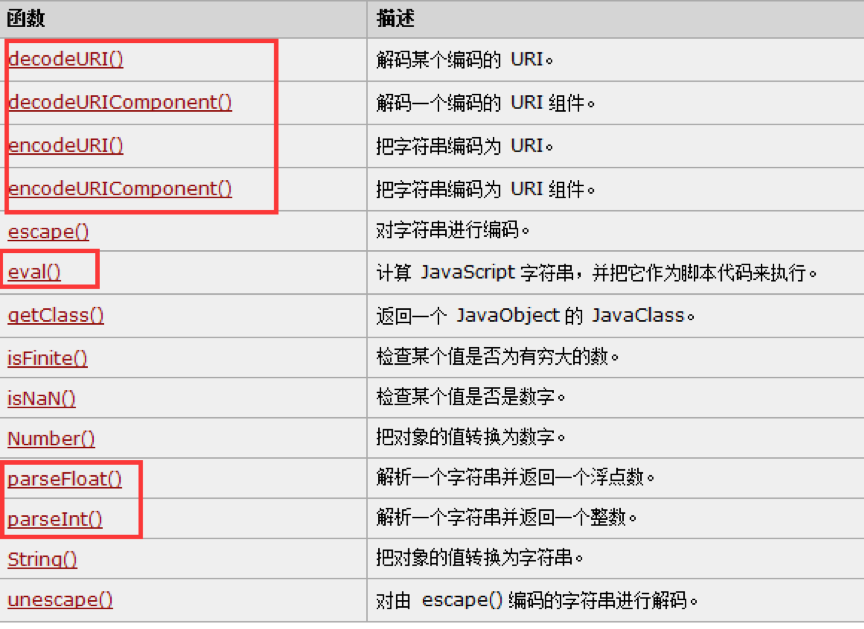 函数 描述
decodeURI() 解码某个编码的 URI。
decodeURIComponent() 解码一个编码的 URI 组件。
encodeURI() 把字符串编码为 URI。
encodeURIComponent() 把字符串编码为 URI 组件。
escape() 对字符串进行编码。
eval() 计算 JavaScript 字符串，并把它作为脚本代码来执行。
getClass() 返回一个 JavaObject 的 JavaClass。
isFinite() 检查某个值是否为有穷大的数。
isNaN() 检查某个值是否是数字。
Number() 把对象的值转换为数字。
parseFloat() 解析一个字符串并返回一个浮点数。
parseInt() 解析一个字符串并返回一个整数。
String() 把对象的值转换为字符串。
unescape() 对由 escape() 编码的字符串进行解码。